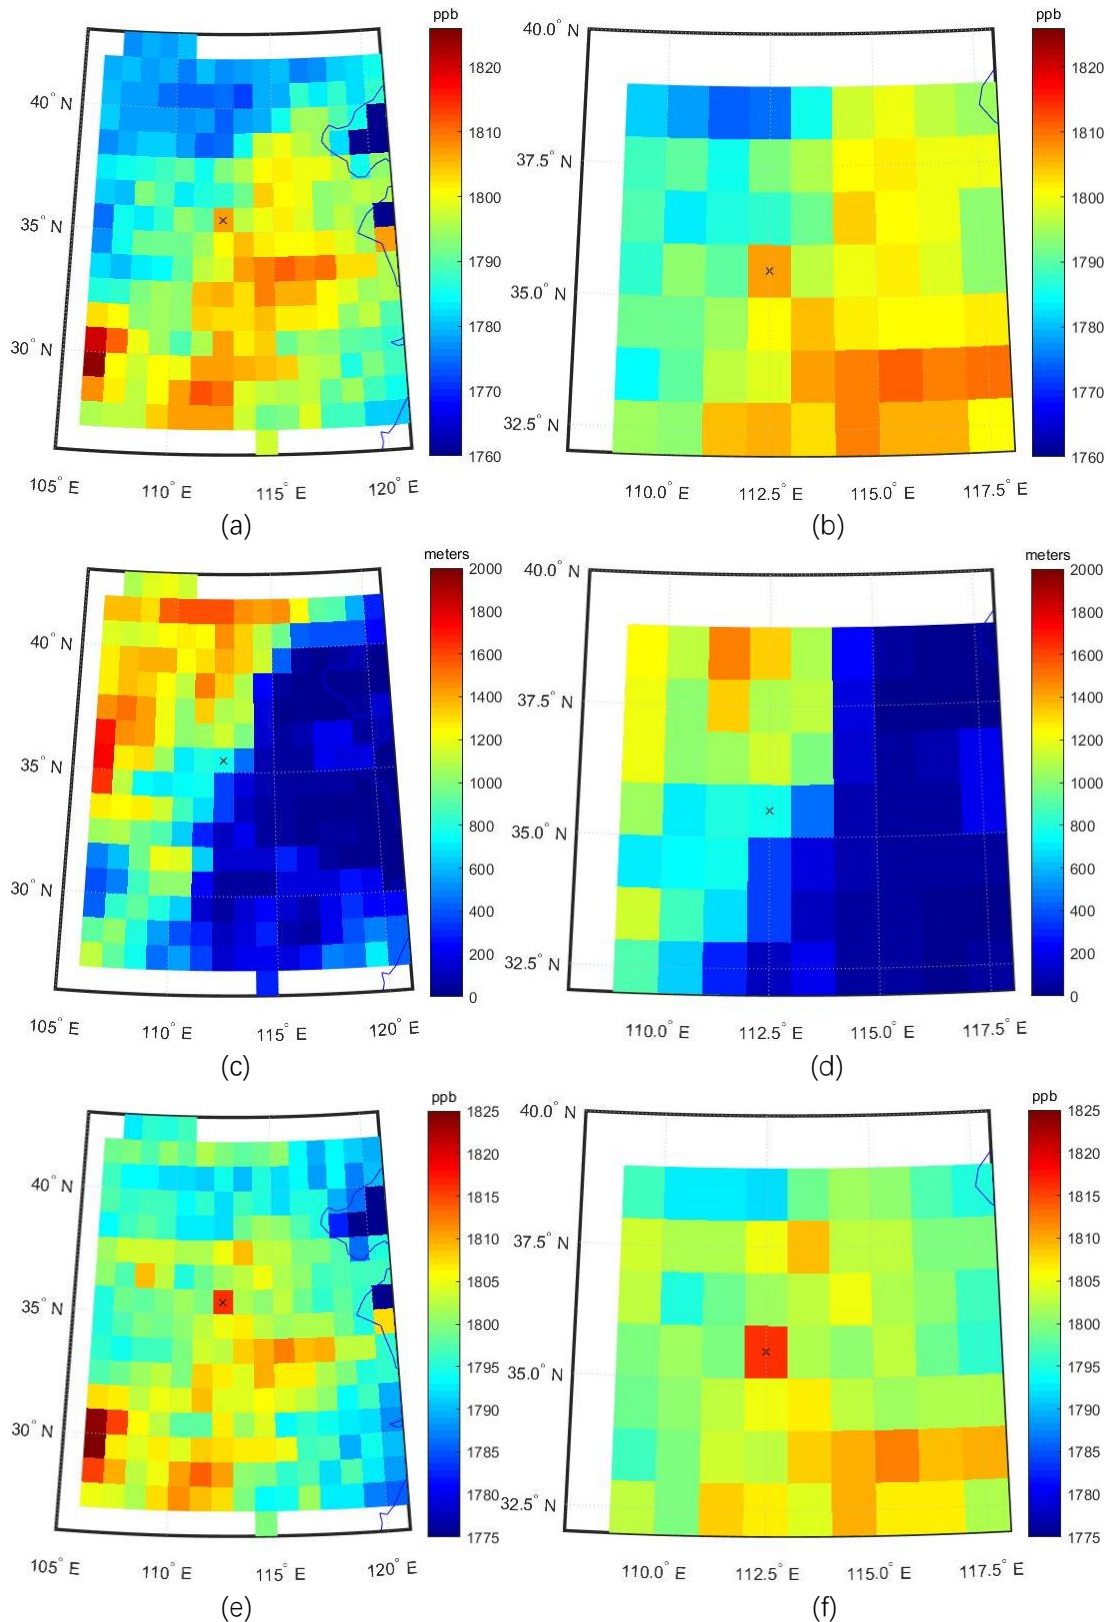 ppb
40° N
35° N
30° N
105° E
110° E
115° E
120° E
1820
1810
1800
1790
1780
1770
1760
(a)
ppb
40.0° N
37.5° N
35.0° N
32.5° N
110.0° E
112.5° E
115.0° E
117.5° E
1820
1810
1800
1790
1780
1770
1760
(b)
meters
40° N
35° N
30° N
105° E
110° E
115° E
120° E
2000
1800
1600
1400
1200
1000
800
600
400
200
0
(c)
meters
40.0° N
37.5° N
35.0° N
32.5° N
110.0° E
112.5° E
115.0° E
117.5° E
2000
1800
1600
1400
1200
1000
800
600
400
200
0
(d)
ppb
40° N
35° N
30° N
105° E
110° E
115° E
120° E
1825
1820
1815
1810
1805
1800
1795
1790
1785
1780
1775
(e)
ppb
40.0° N
37.5° N
35.0° N
32.5° N
110.0° E
112.5° E
115.0° E
117.5° E
1825
1820
1815
1810
1805
1800
1795
1790
1785
1780
1775
(f)